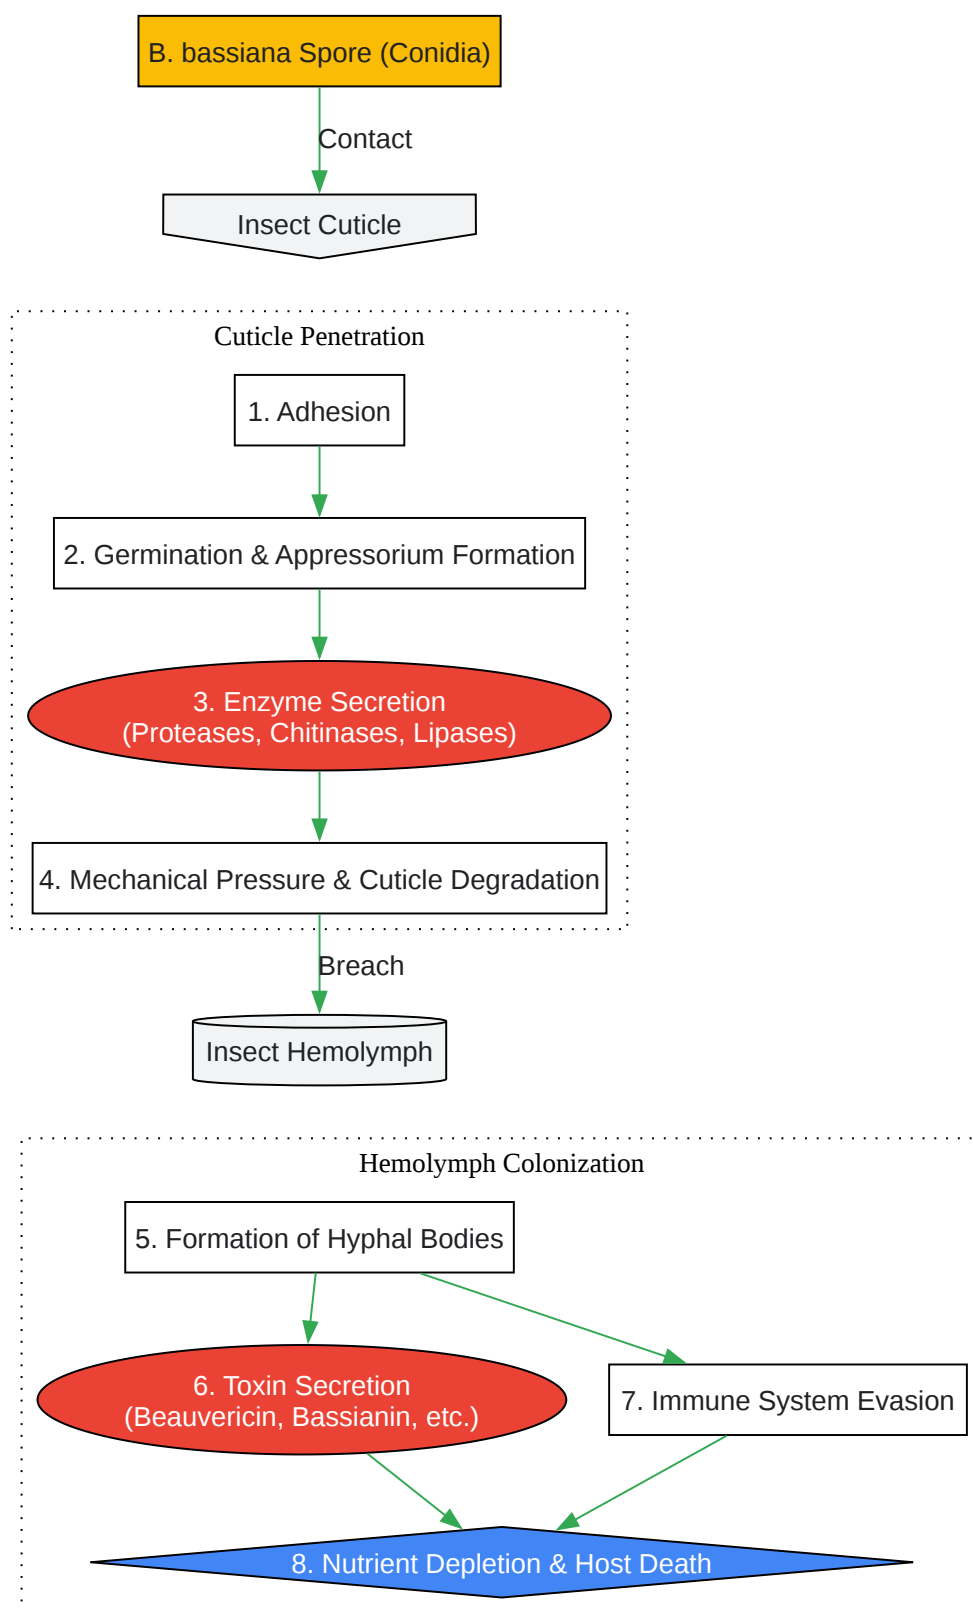 B. bassiana Spore (Conidia)
Contact
Insect Cuticle
Cuticle Penetration
1. Adhesion
2. Germination & Appressorium Formation
3. Enzyme Secretion
(Proteases, Chitinases, Lipases)
4. Mechanical Pressure & Cuticle Degradation
Breach
Insect Hemolymph
Hemolymph Colonization
5. Formation of Hyphal Bodies
6. Toxin Secretion
(Beauvericin, Bassianin, etc.)
7. Immune System Evasion
8. Nutrient Depletion & Host Death